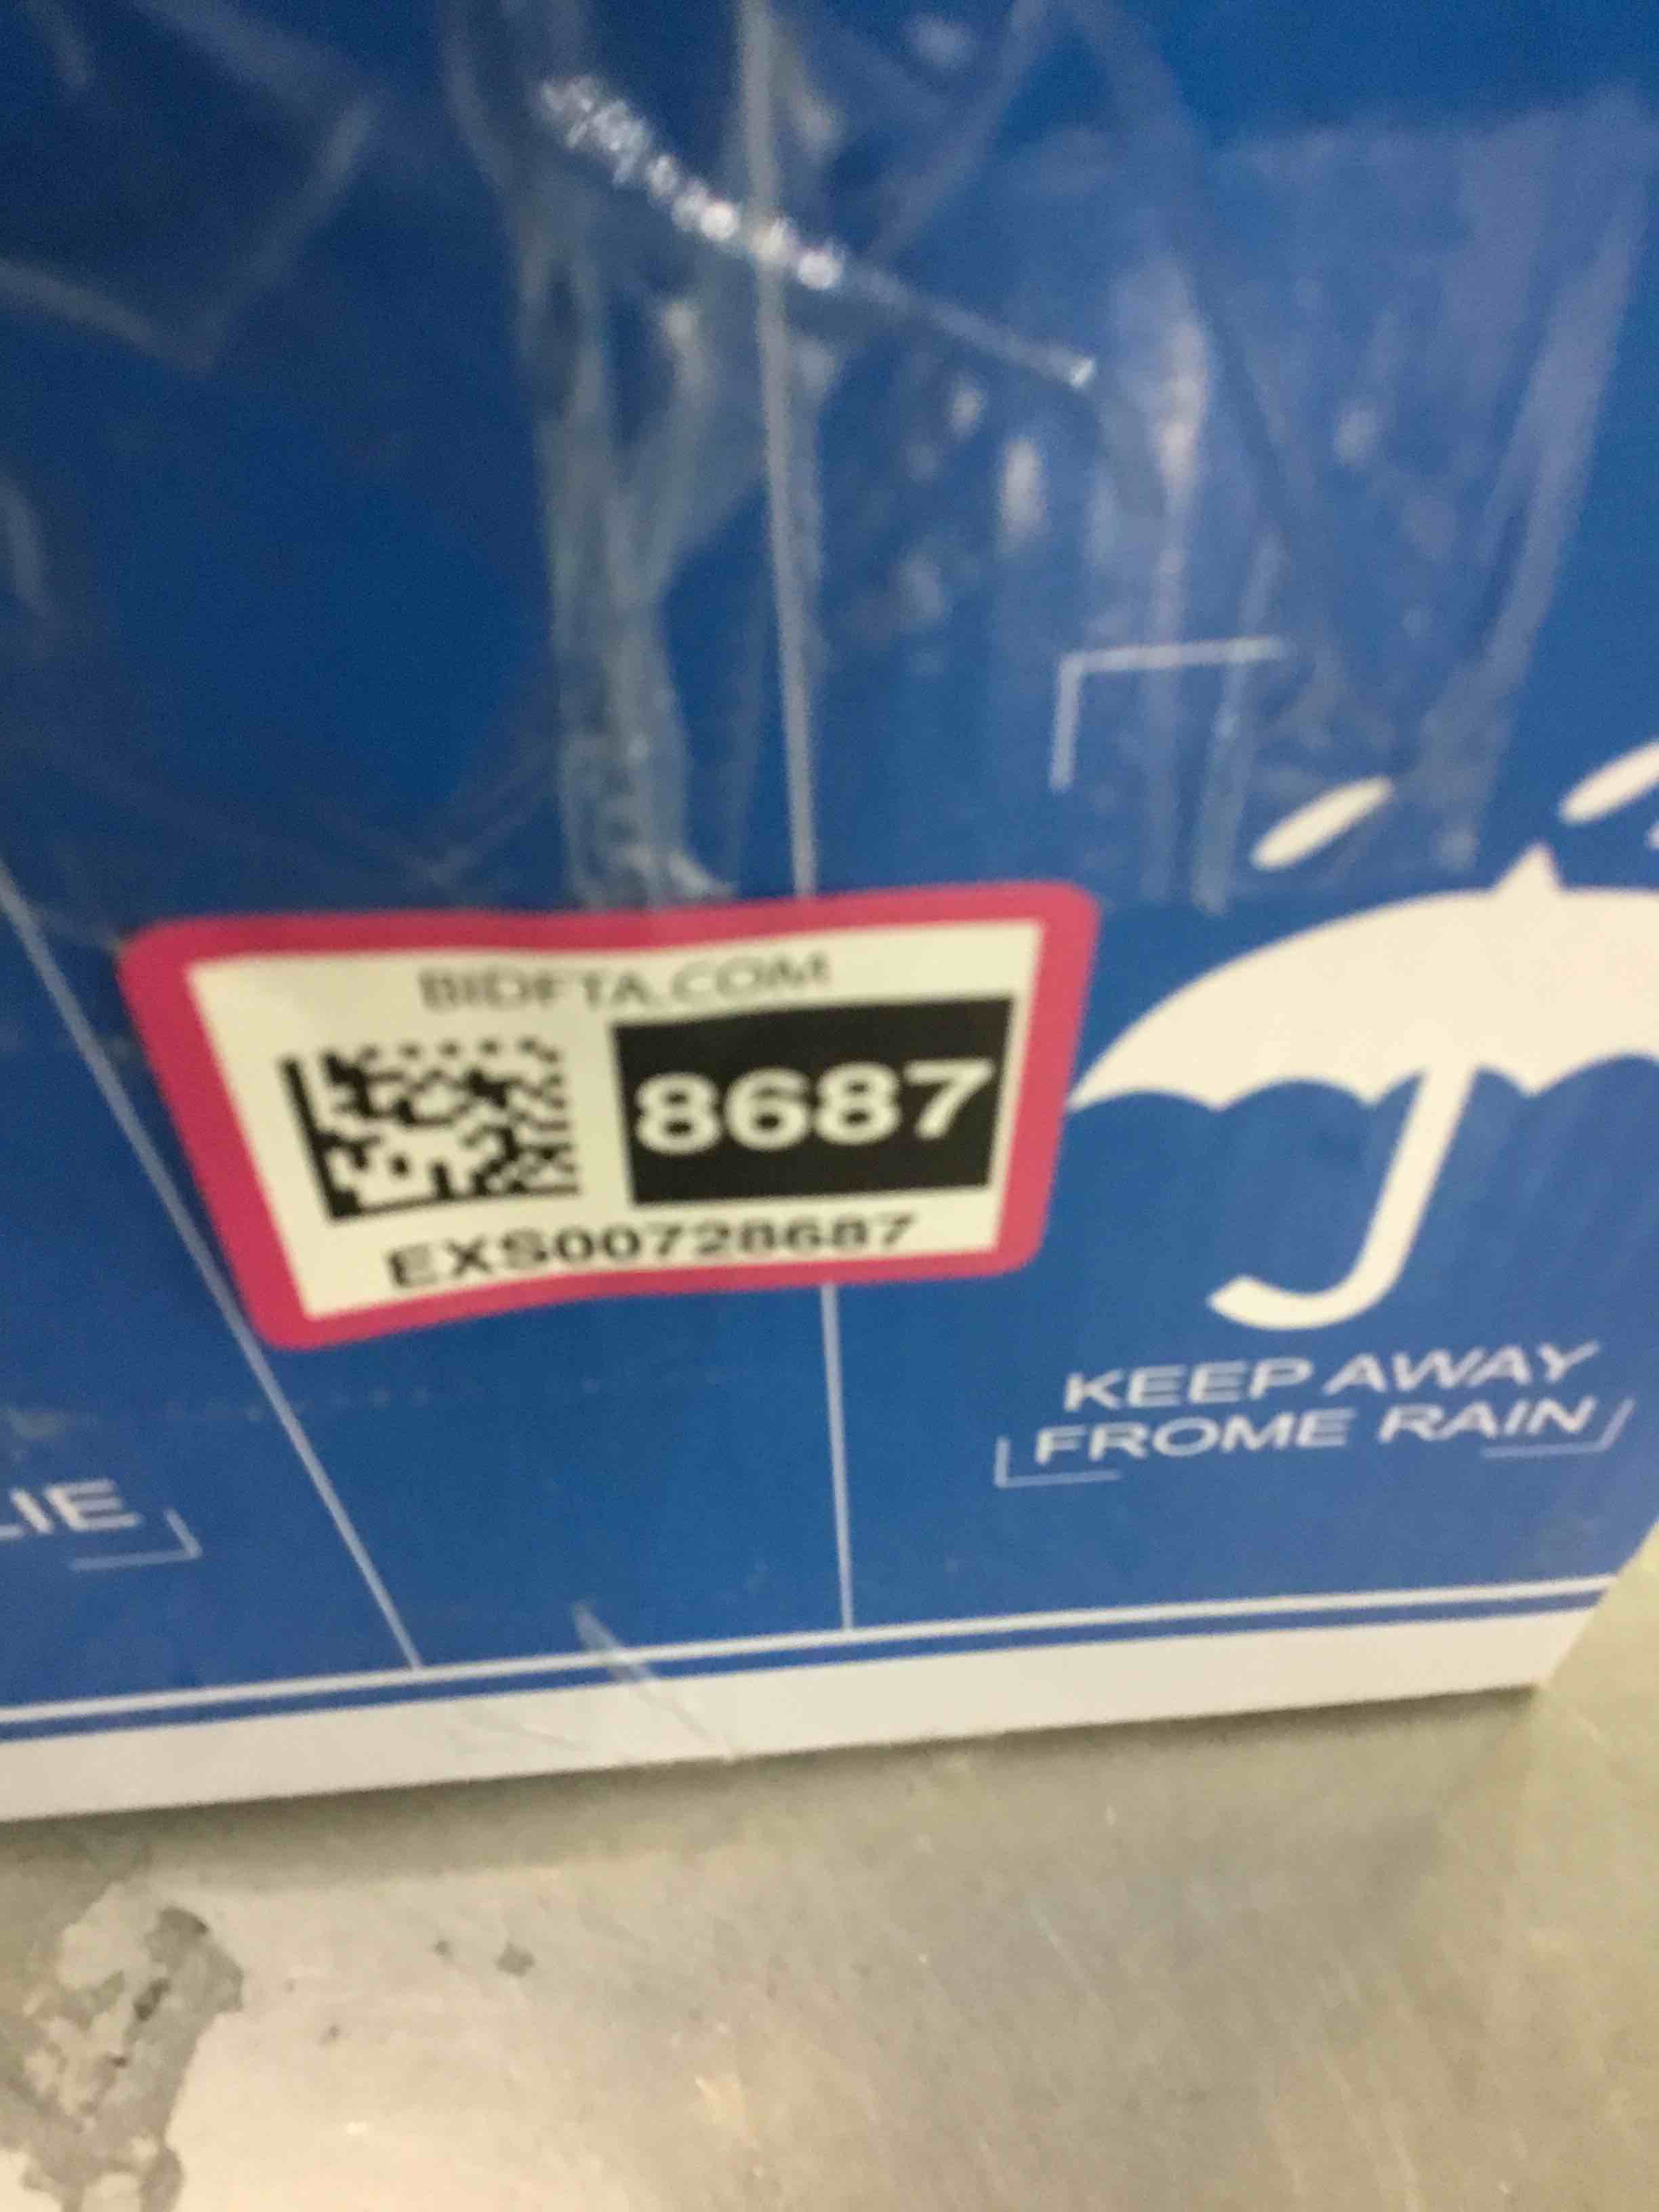 BIDFTA.COM
8687
EXS00728687
KEEP AWAY
FROME RAIN
LIE